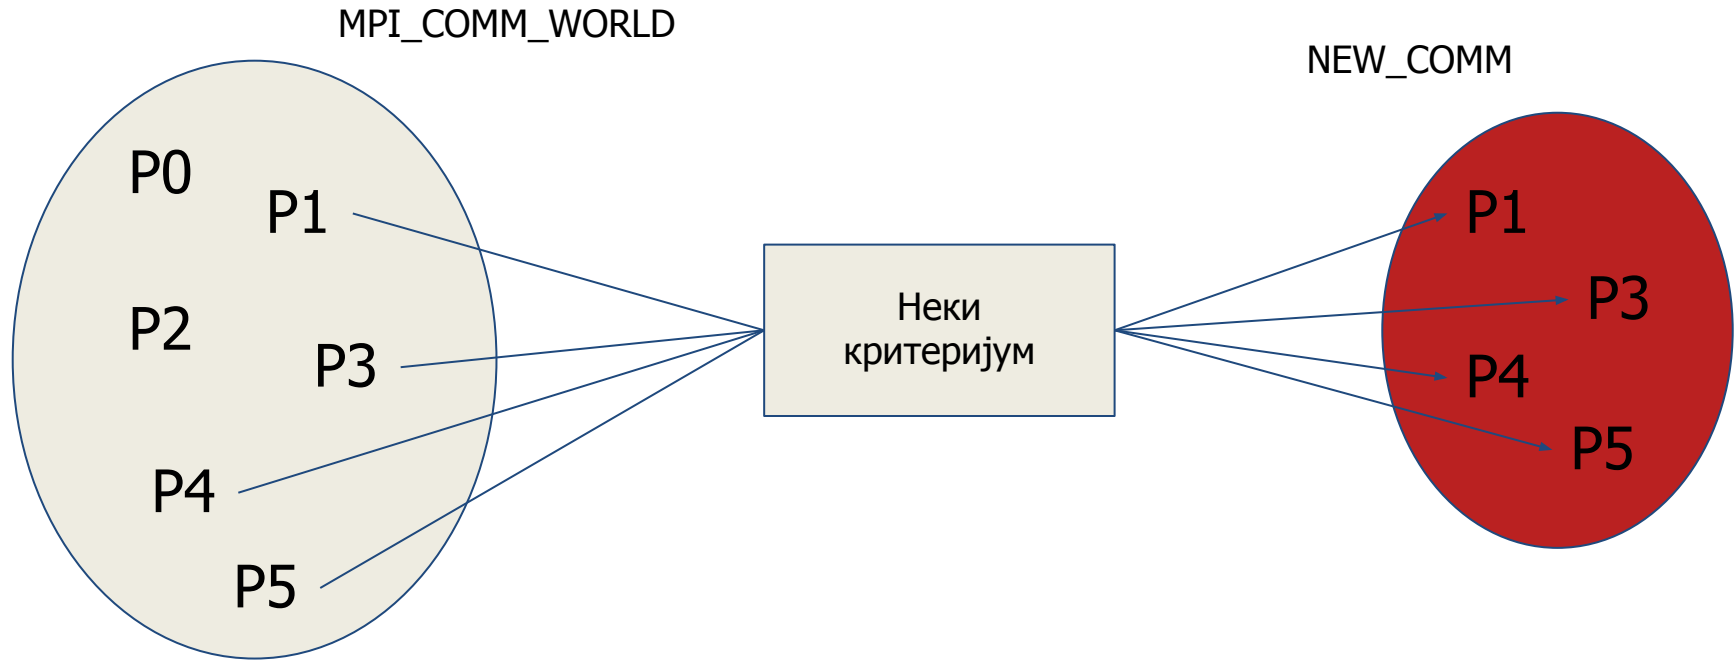 MPI_COMM_WORLD
NEW_COMM
P0
P1
P2
P3
P4
P5
Неки
критеријум
P1
P3
P4
P5